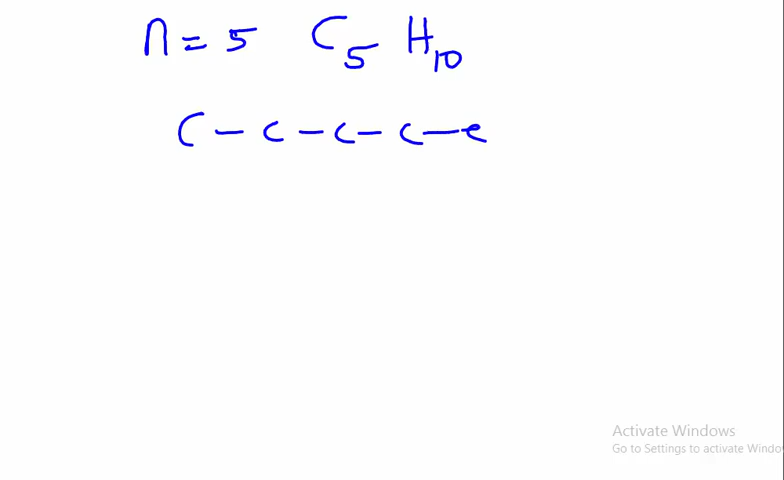 n = 5 C₅ H₁₀
C - c - c - c - c
Activate Windows
Go to Settings to activate Windo